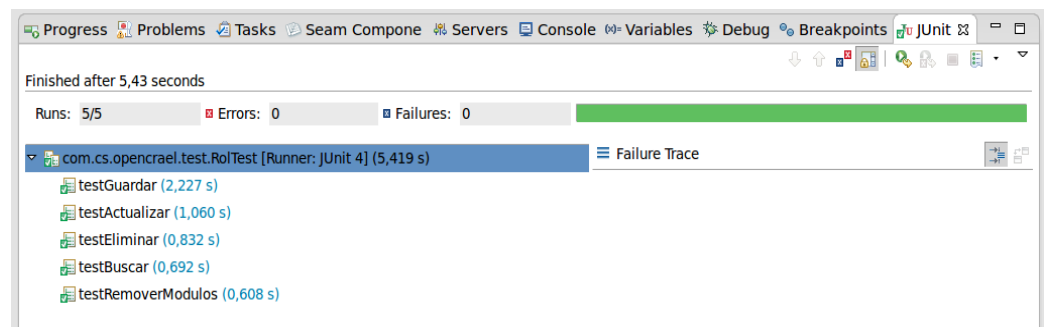 Progress Problems Tasks Seam Compone Servers Console (x)= Variables Debug Breakpoints JUnit
Finished after 5,43 seconds
Runs: 5/5 Errors: 0 Failures: 0
com.cs.opencrael.test.RolTest [Runner: JUnit 4] (5,419 s)
Failure Trace
testGuardar (2,227 s)
testActualizar (1,060 s)
testEliminar (0,832 s)
testBuscar (0,692 s)
testRemoverModulos (0,608 s)